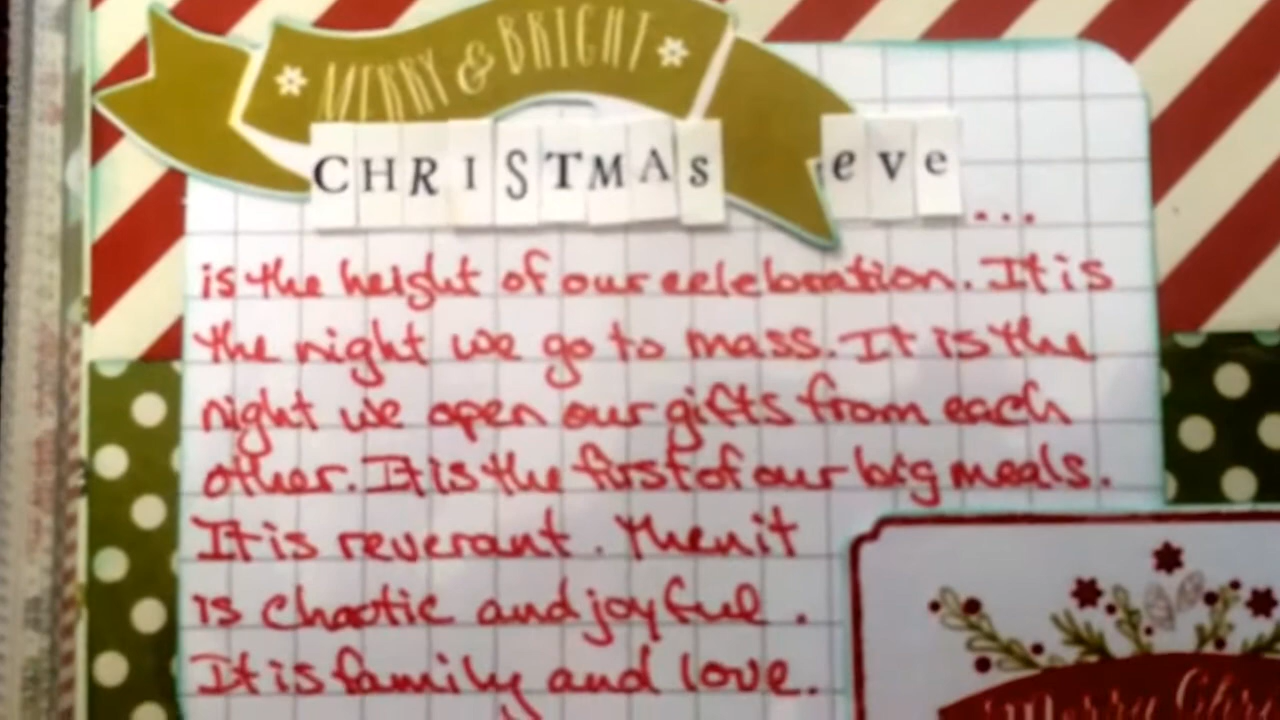 MERRY & BRIGHT
CHRISTMAS eve
...
is the height of our celebration. It is
the night we go to mass. It is the
night we open our gifts from each
other. It is the first of our big meals.
It is reverant. Then it
is chaotic and joyful.
It is family and love.
Merry Chri